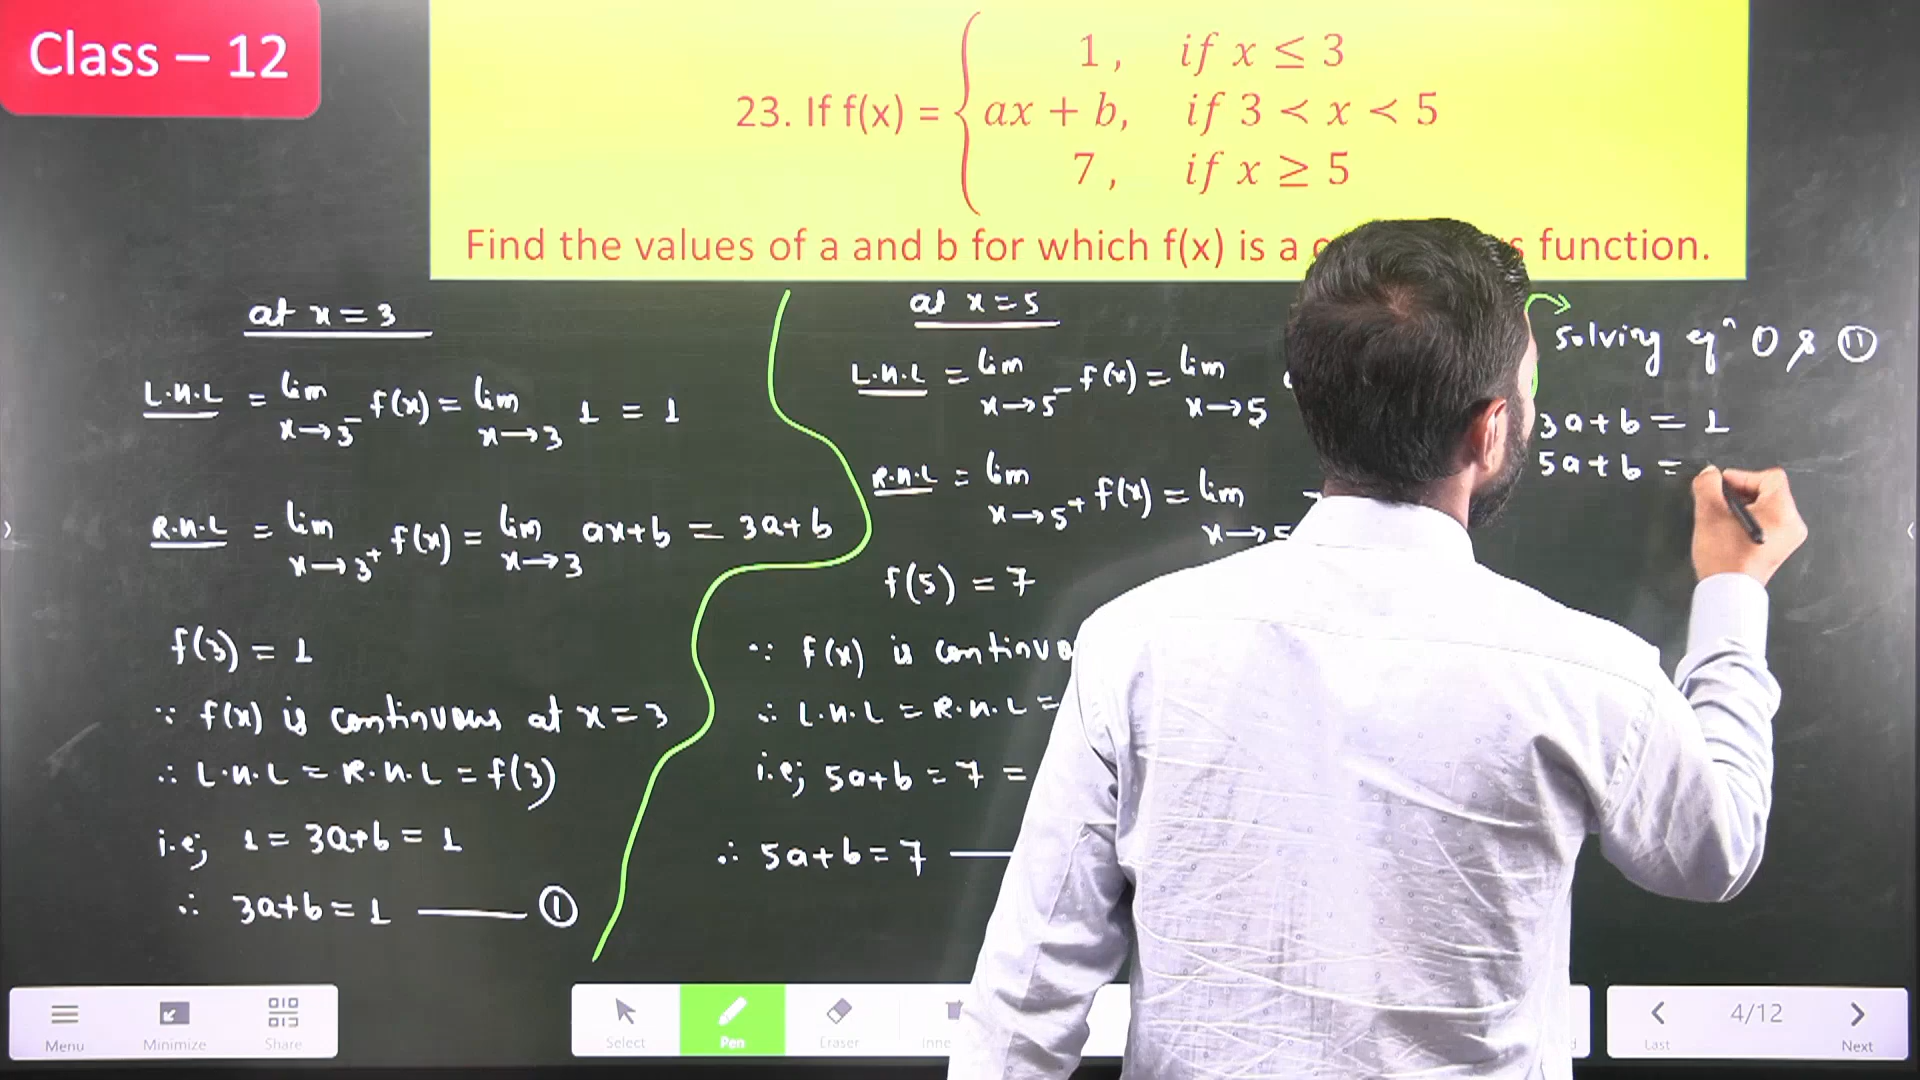 Class – 12
23. If f(x) = { 1 , if x ≤ 3
ax + b, if 3 < x < 5
7 , if x ≥ 5
Find the values of a and b for which f(x) is a function.
at x = 3
L.H.L = lim x→3⁻ f(x) = lim x→3 1 = 1
R.H.L = lim x→3⁺ f(x) = lim x→3 ax+b = 3a+b
f(3) = 1
∵ f(x) is continuous at x = 3
∴ L.H.L = R.H.L = f(3)
i.e; 1 = 3a+b = 1
∴ 3a+b = 1 —— ①
at x = 5
L.H.L = lim x→5⁻ f(x) = lim x→5
R.H.L = lim x→5⁺ f(x) = lim x→5
f(5) = 7
∵ f(x) is
∴ L.H.L = R.H.L =
i.e; 5a+b = 7 =
∴ 5a+b = 7 ——
solving eqⁿ ① & ⑪
3a+b = 1
5a+b =
Menu
Minimize
Share
Select
Pen
Eraser
4/12
Last
Next